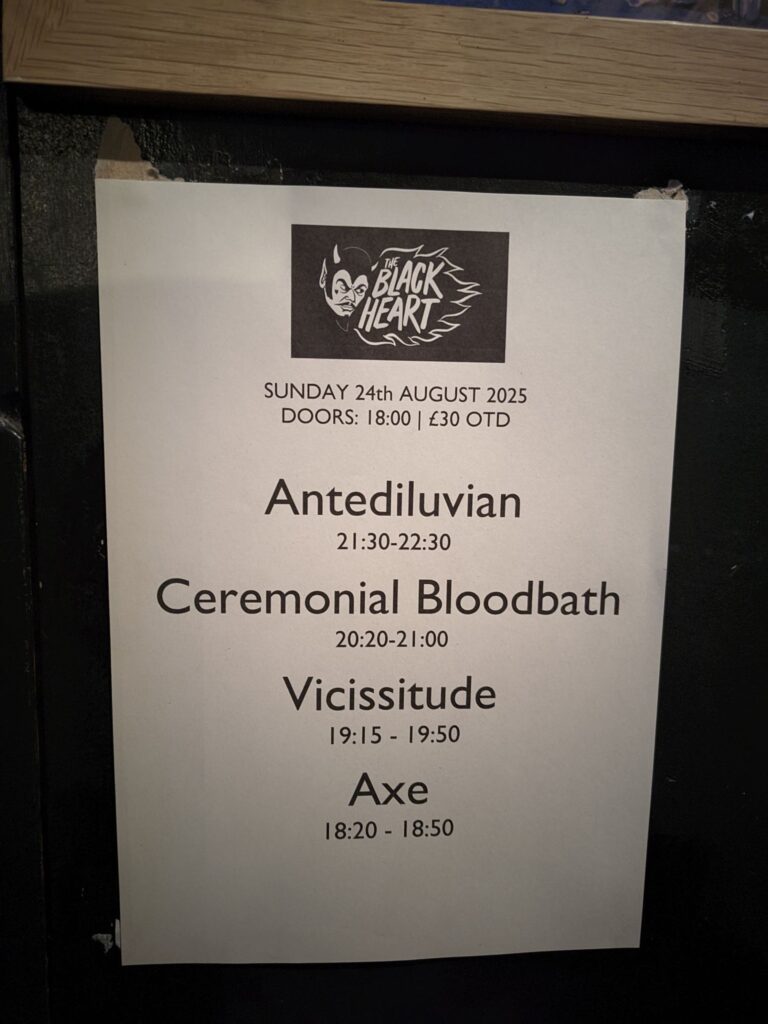 THE
BLACK
HEART
SUNDAY 24th AUGUST 2025
DOORS: 18:00 | £30 OTD
Antediluvian
21:30-22:30
Ceremonial Bloodbath
20:20-21:00
Vicissitude
19:15 - 19:50
Axe
18:20 - 18:50